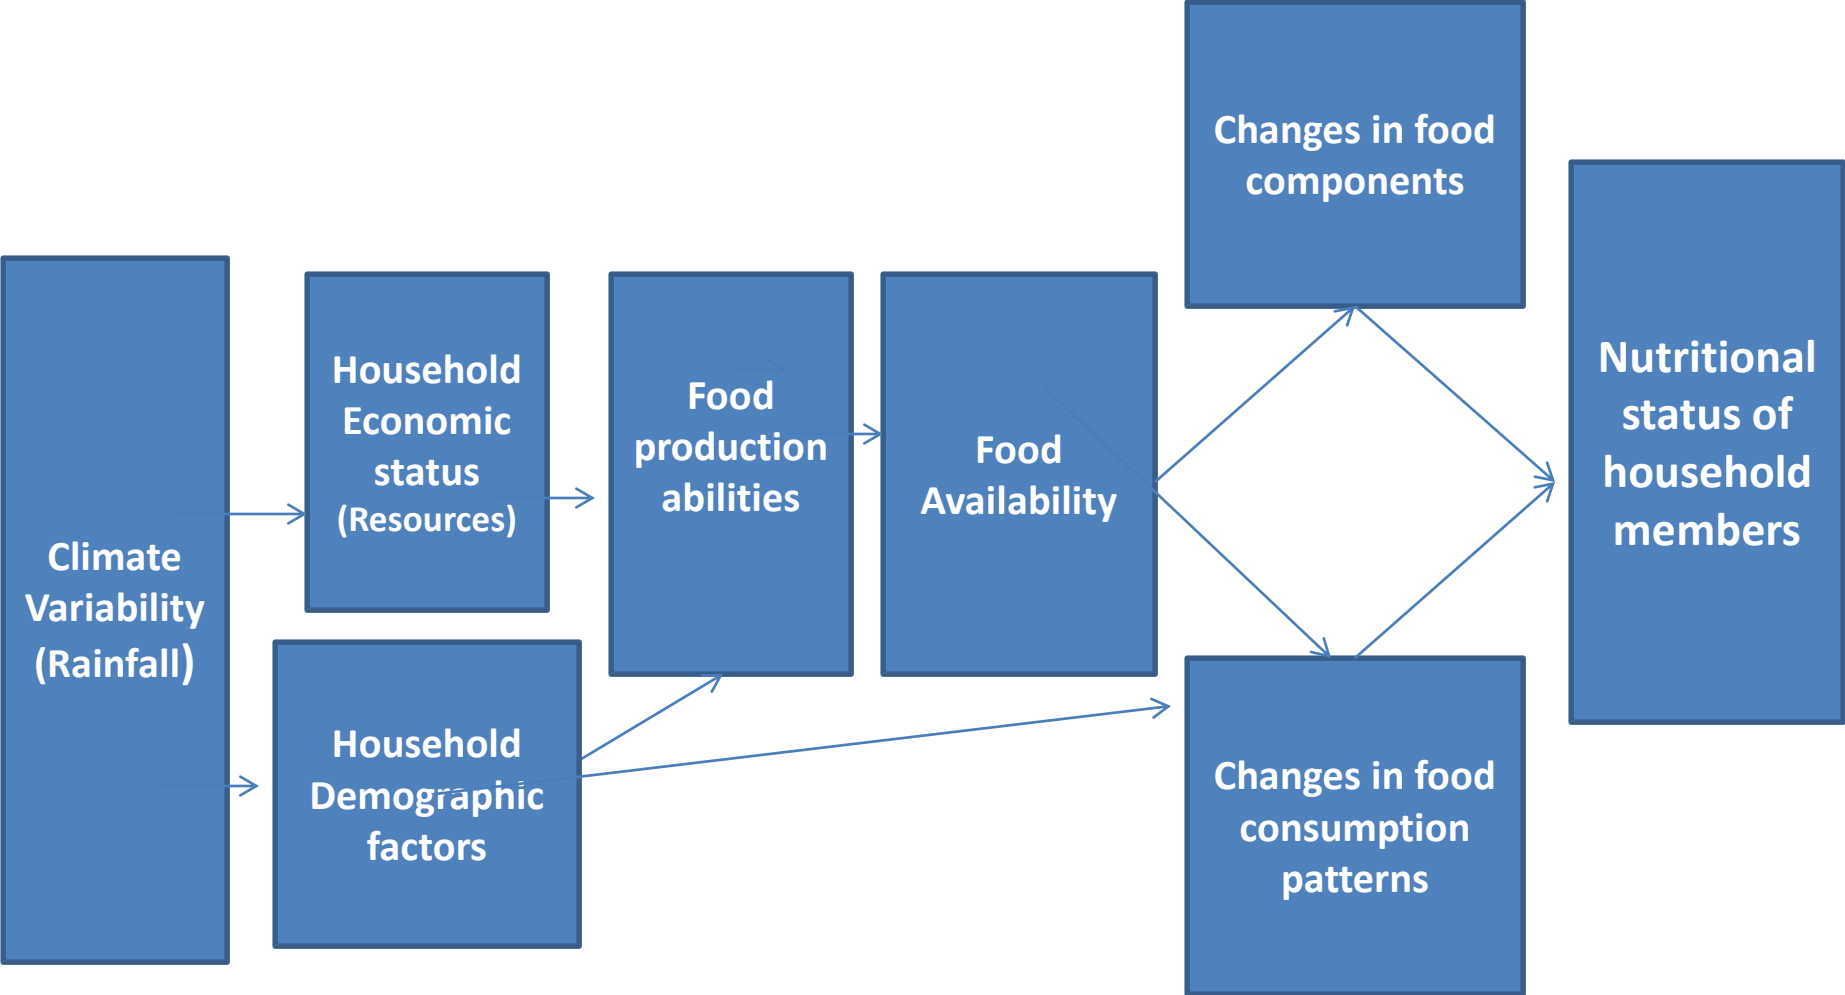 Climate
Variability
(Rainfall)
Household
Economic
status
(Resources)
Household
Demographic
factors
Food
production
abilities
Food
Availability
Changes in food
components
Changes in food
consumption
patterns
Nutritional
status of
household
members